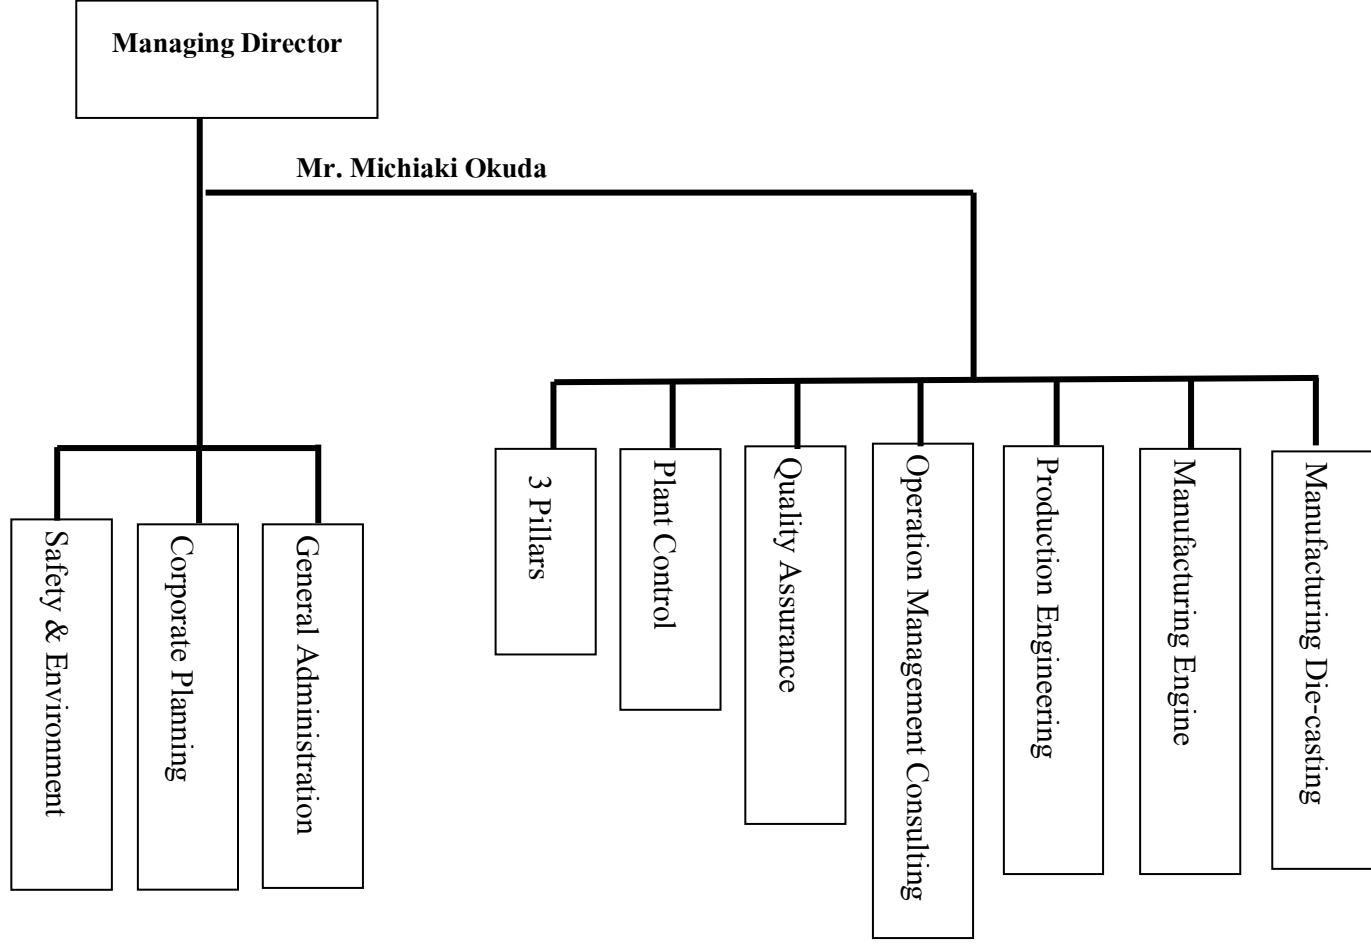 Managing Director
Mr. Michiaki Okuda
Safety & Environment
Corporate Planning
General Administration
3 Pillars
Plant Control
Quality Assurance
Operation Management Consulting
Production Engineering
Manufacturing Engine
Manufacturing Die-casting